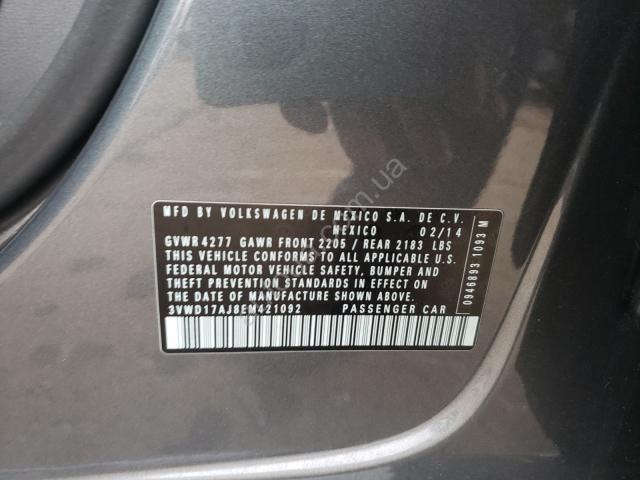 MFD BY VOLKSWAGEN DE MEXICO S.A. DE C.V.
MEXICO 02/14
GVWR 4277 GAWR FRONT 2205 / REAR 2183 LBS
THIS VEHICLE CONFORMS TO ALL APPLICABLE U.S.
FEDERAL MOTOR VEHICLE SAFETY, BUMPER AND
THEFT PREVENTION STANDARDS IN EFFECT ON THE
DATE OF MANUFACTURE SHOWN ABOVE.
3VWD17AJ8EM421092 PASSENGER CAR
0946893 1093 M